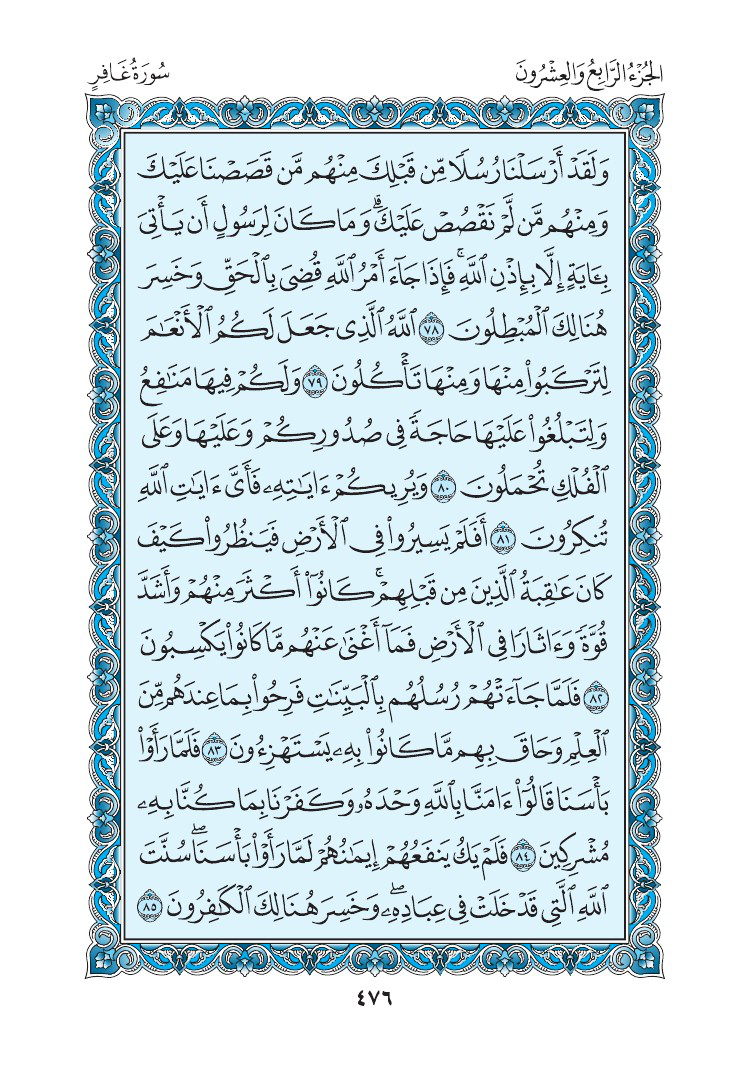 الجُزْءُ الرَّابِعُ وَالعِشْرُونَ
سُورَةُ غَافِرٍ
وَلَقَدْ أَرْسَلْنَا رُسُلًا مِّن قَبْلِكَ مِنْهُم مَّن قَصَصْنَا عَلَيْكَ
وَمِنْهُم مَّن لَّمْ نَقْصُصْ عَلَيْكَۗ وَمَا كَانَ لِرَسُولٍ أَن يَأْتِيَ
بِـَٔايَةٍ إِلَّا بِإِذْنِ ٱللَّهِۚ فَإِذَا جَآءَ أَمْرُ ٱللَّهِ قُضِيَ بِٱلْحَقِّ وَخَسِرَ
هُنَالِكَ ٱلْمُبْطِلُونَ ٧٨ ٱللَّهُ ٱلَّذِي جَعَلَ لَكُمُ ٱلْأَنْعَٰمَ
لِتَرْكَبُوا۟ مِنْهَا وَمِنْهَا تَأْكُلُونَ ٧٩ وَلَكُمْ فِيهَا مَنَٰفِعُ
وَلِتَبْلُغُوا۟ عَلَيْهَا حَاجَةً فِي صُدُورِكُمْ وَعَلَيْهَا وَعَلَى
ٱلْفُلْكِ تُحْمَلُونَ ٨٠ وَيُرِيكُمْ ءَايَٰتِهِۦ فَأَيَّ ءَايَٰتِ ٱللَّهِ
تُنكِرُونَ ٨١ أَفَلَمْ يَسِيرُوا۟ فِي ٱلْأَرْضِ فَيَنظُرُوا۟ كَيْفَ
كَانَ عَٰقِبَةُ ٱلَّذِينَ مِن قَبْلِهِمْۚ كَانُوٓا۟ أَكْثَرَ مِنْهُمْ وَأَشَدَّ
قُوَّةً وَءَاثَارًا فِي ٱلْأَرْضِ فَمَآ أَغْنَىٰ عَنْهُم مَّا كَانُوا۟ يَكْسِبُونَ
٨٢ فَلَمَّا جَآءَتْهُمْ رُسُلُهُم بِٱلْبَيِّنَٰتِ فَرِحُوا۟ بِمَا عِندَهُم مِّنَ
ٱلْعِلْمِ وَحَاقَ بِهِم مَّا كَانُوا۟ بِهِۦ يَسْتَهْزِءُونَ ٨٣ فَلَمَّا رَأَوْا۟
بَأْسَنَا قَالُوٓا۟ ءَامَنَّا بِٱللَّهِ وَحْدَهُۥ وَكَفَرْنَا بِمَا كُنَّا بِهِۦ
مُشْرِكِينَ ٨٤ فَلَمْ يَكُ يَنفَعُهُمْ إِيمَٰنُهُمْ لَمَّا رَأَوْا۟ بَأْسَنَاۖ سُنَّتَ
ٱللَّهِ ٱلَّتِي قَدْ خَلَتْ فِي عِبَادِهِۦۖ وَخَسِرَ هُنَالِكَ ٱلْكَٰفِرُونَ ٨٥
٤٧٦